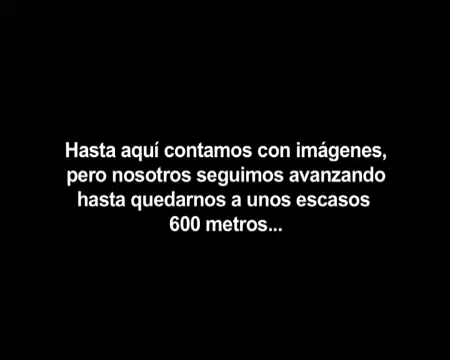 Hasta aquí contamos con imágenes,
pero nosotros seguimos avanzando
hasta quedarnos a unos escasos
600 metros...